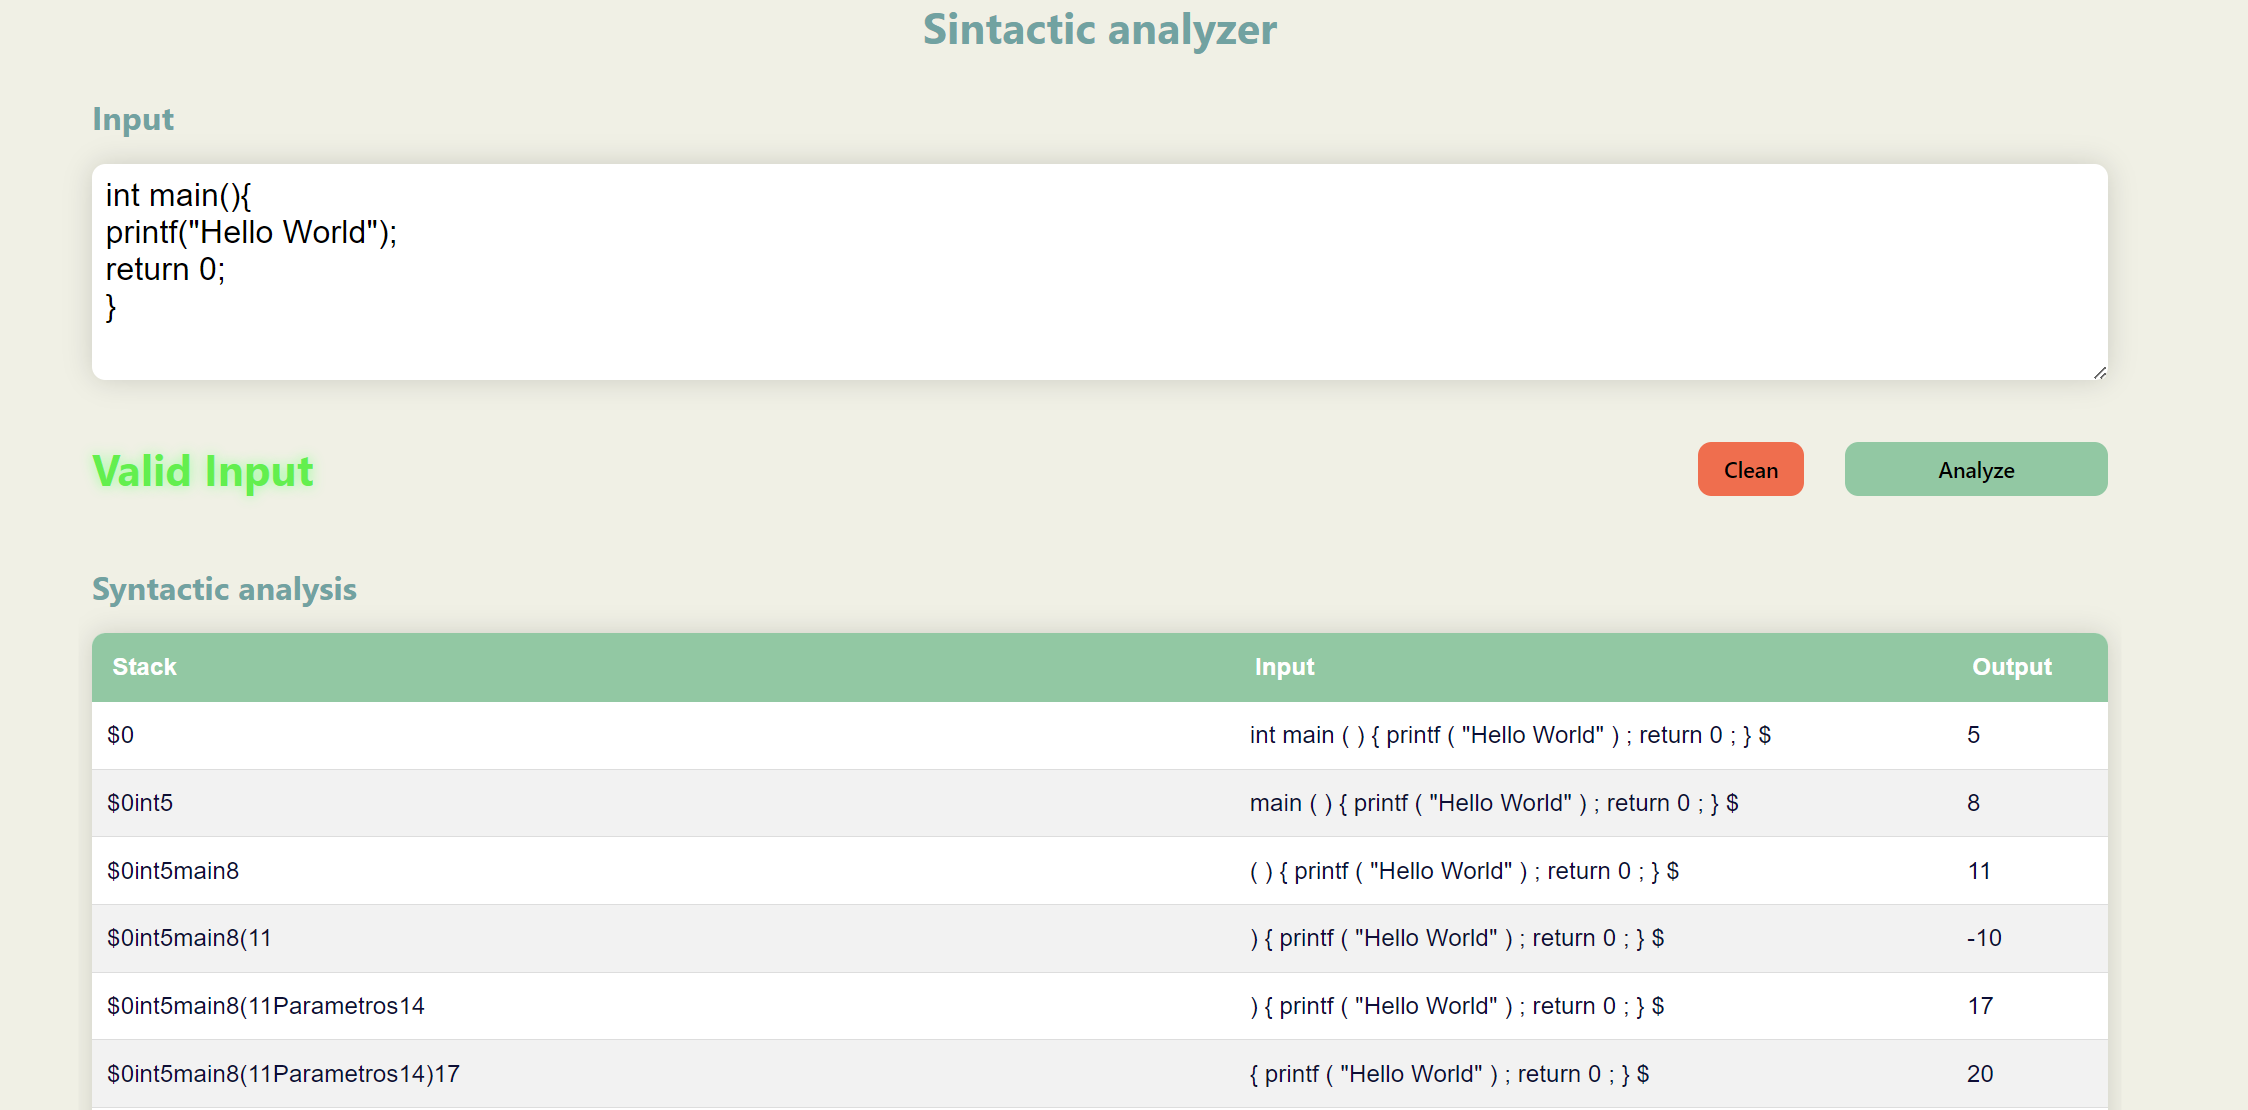 Sintactic analyzer
Input
int main(){
printf("Hello World");
return 0;
}
Valid Input
Clean
Analyze
Syntactic analysis
Stack Input Output
$0 int main ( ) { printf ( "Hello World" ) ; return 0 ; } $ 5
$0int5 main ( ) { printf ( "Hello World" ) ; return 0 ; } $ 8
$0int5main8 ( ) { printf ( "Hello World" ) ; return 0 ; } $ 11
$0int5main8(11 ) { printf ( "Hello World" ) ; return 0 ; } $ -10
$0int5main8(11Parametros14 ) { printf ( "Hello World" ) ; return 0 ; } $ 17
$0int5main8(11Parametros14)17 { printf ( "Hello World" ) ; return 0 ; } $ 20